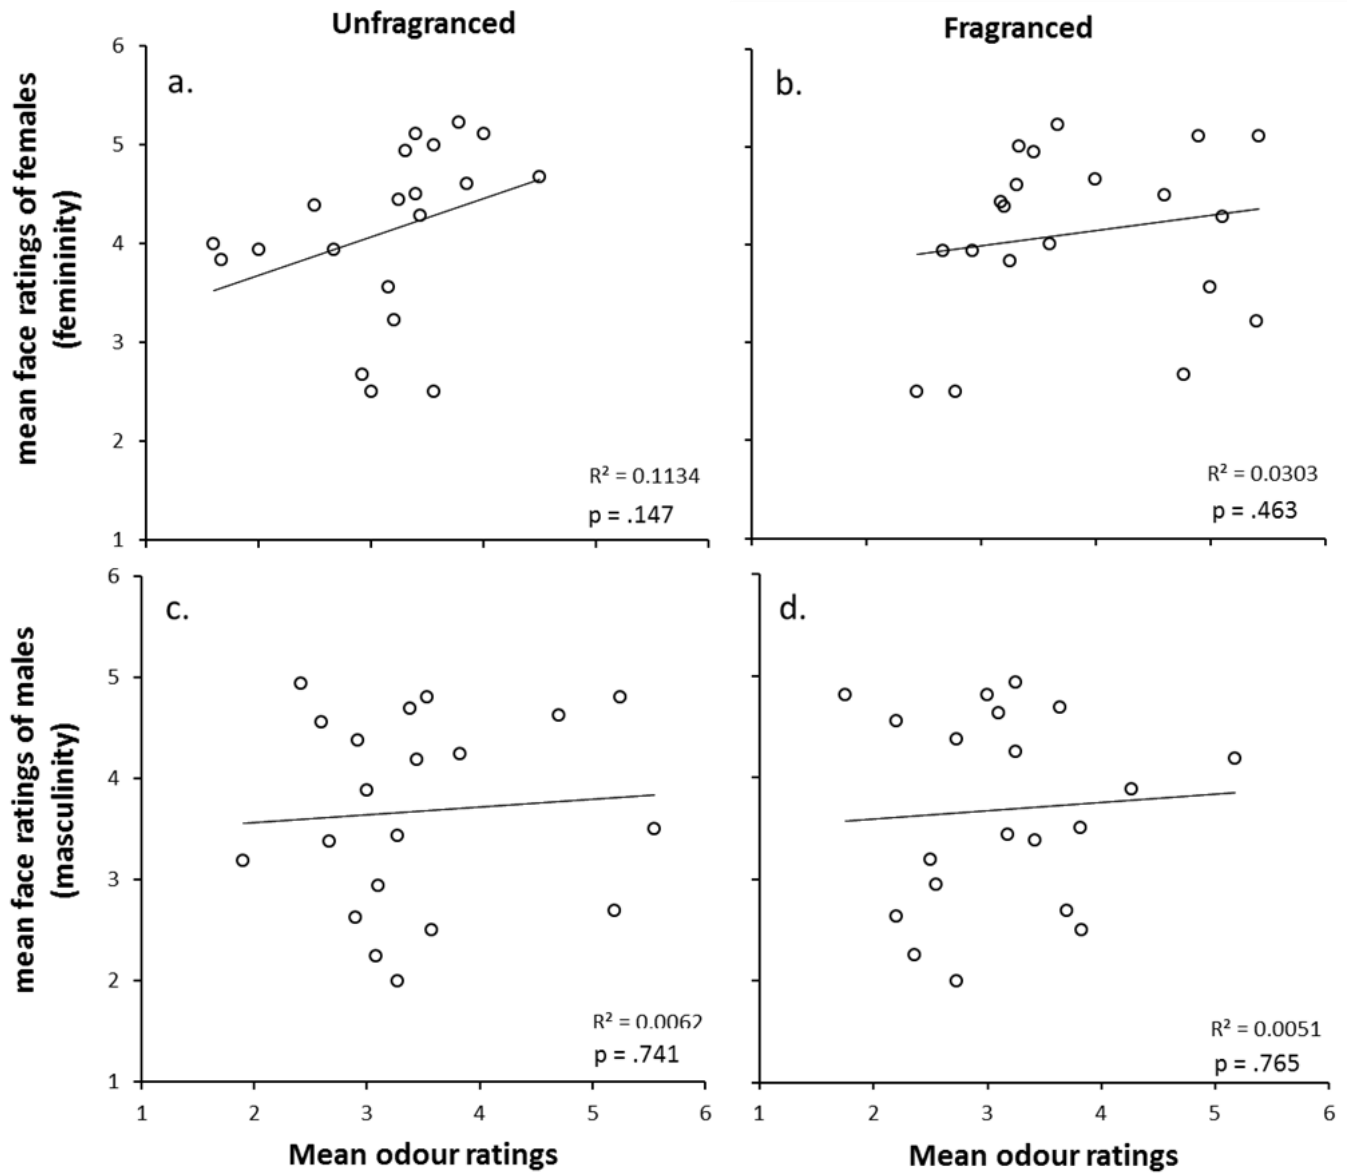 Unfragranced
Fragranced
mean face ratings of females
(femininity)
6
5
4
3
2
1
a.
R² = 0.1134
p = .147
b.
R² = 0.0303
p = .463
mean face ratings of males
(masculinity)
6
5
4
3
2
1
c.
R² = 0.0062
p = .741
1 2 3 4 5 6
Mean odour ratings
d.
R² = 0.0051
p = .765
1 2 3 4 5 6
Mean odour ratings